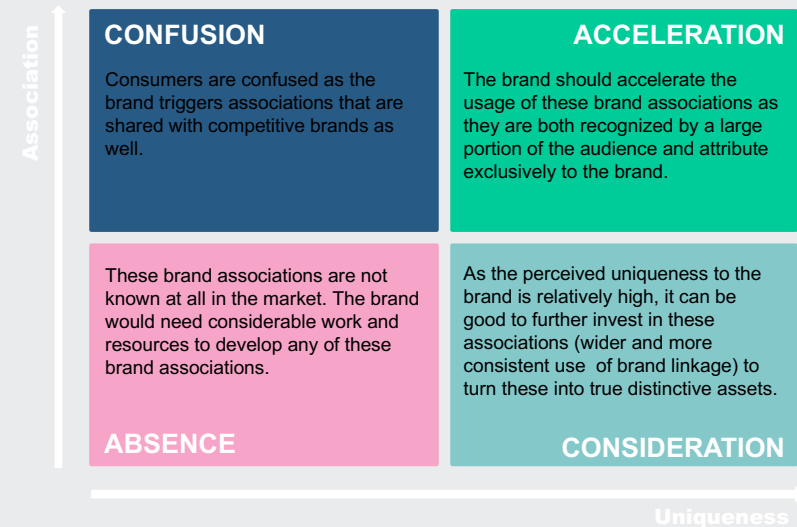 Association
CONFUSION
Consumers are confused as the
brand triggers associations that are
shared with competitive brands as
well.
ACCELERATION
The brand should accelerate the
usage of these brand associations as
they are both recognized by a large
portion of the audience and attribute
exclusively to the brand.
These brand associations are not
known at all in the market. The brand
would need considerable work and
resources to develop any of these
brand associations.
ABSENCE
As the perceived uniqueness to the
brand is relatively high, it can be
good to further invest in these
associations (wider and more
consistent use  of brand linkage) to
turn these into true distinctive assets.
CONSIDERATION
Uniqueness